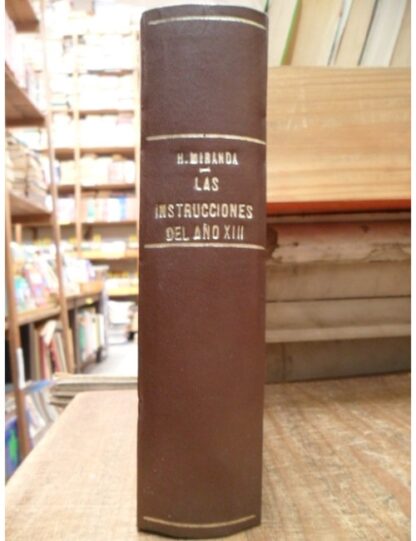 H. MIRANDA
LAS
INSTRUCCIONES
DEL AÑO XIII